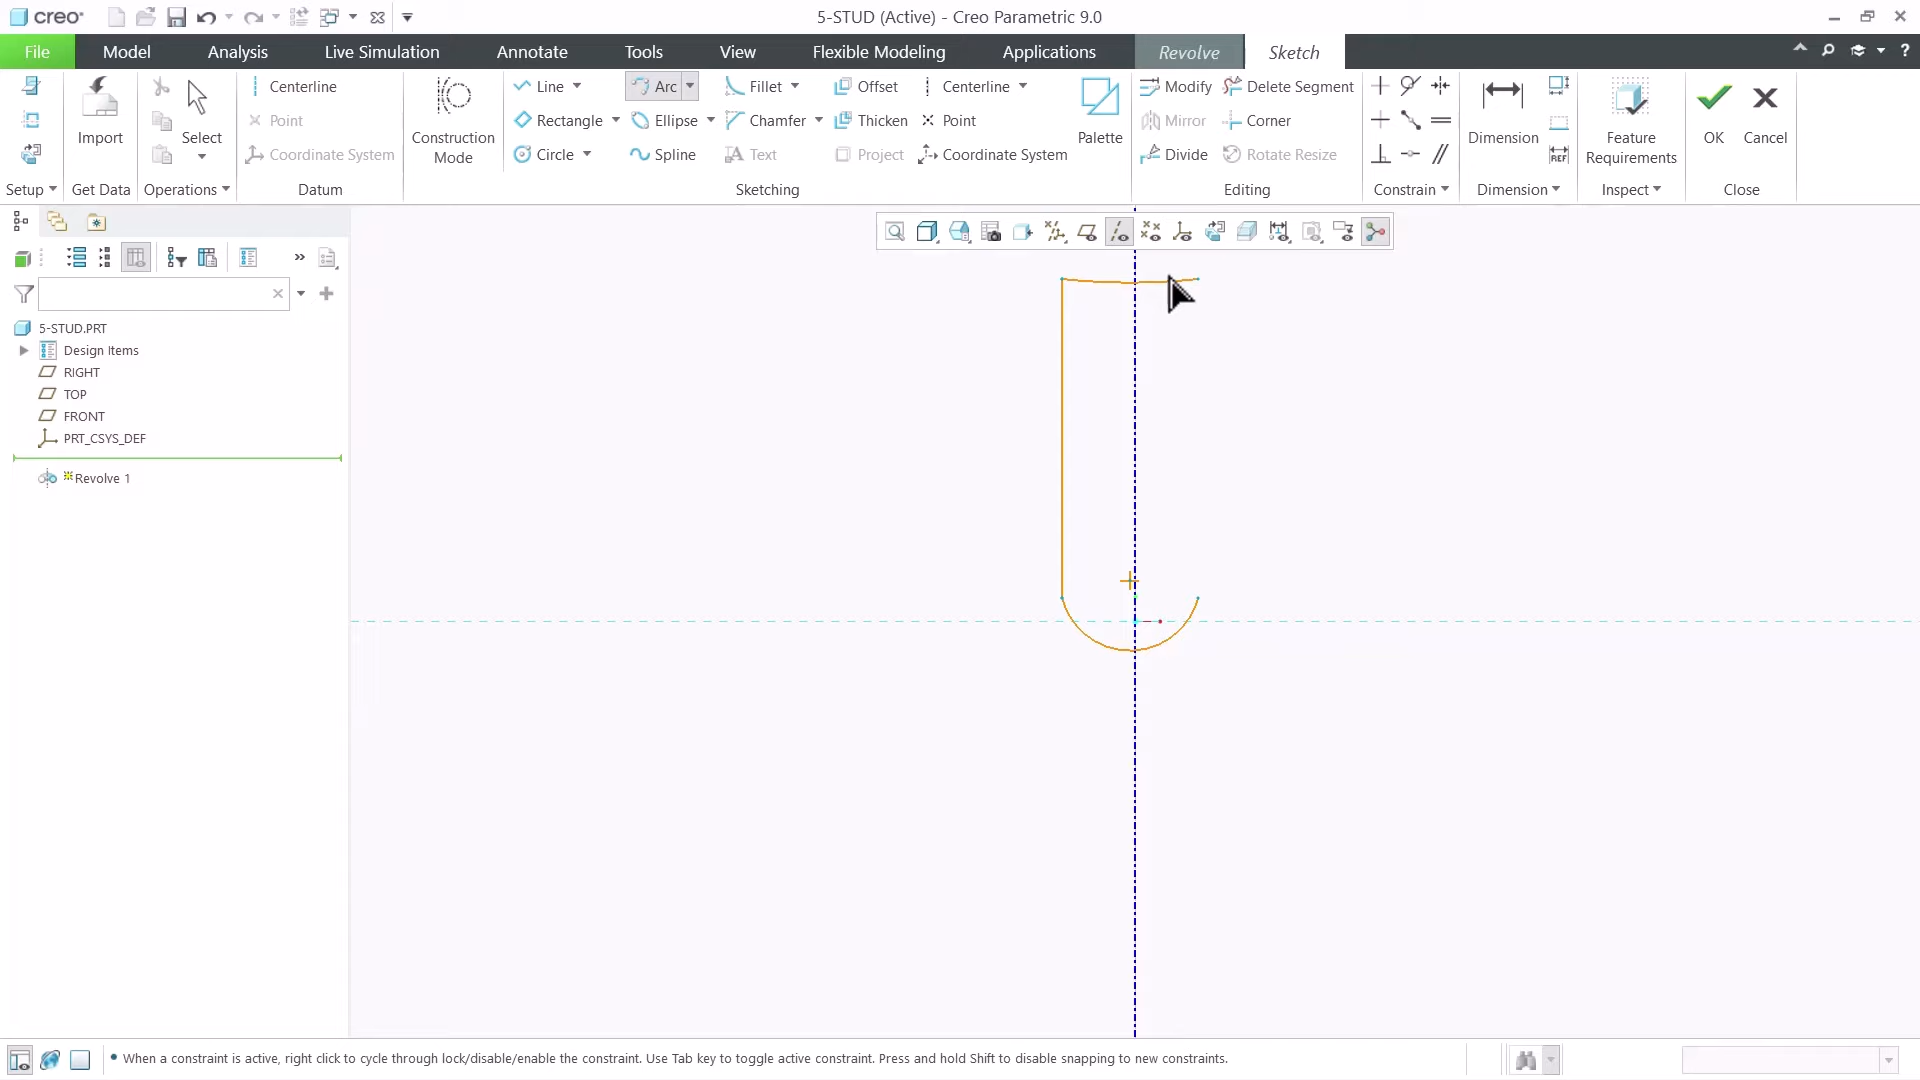 creo
5-STUD (Active) - Creo Parametric 9.0
File Model Analysis Live Simulation Annotate Tools View Flexible Modeling Applications Revolve Sketch
Centerline Line Arc Fillet Offset Centerline Modify Delete Segment
Point Rectangle Ellipse Chamfer Thicken Point Mirror Corner
Import Select Construction Mode Palette Dimension Feature Requirements OK Cancel
Coordinate System Circle Spline Text Project Coordinate System Divide Rotate Resize
REF
Setup Get Data Operations Datum Sketching Editing Constrain Dimension Inspect Close
5-STUD.PRT
Design Items
RIGHT
TOP
FRONT
PRT_CSYS_DEF
Revolve 1
When a constraint is active, right click to cycle through lock/disable/enable the constraint. Use Tab key to toggle active constraint. Press and hold Shift to disable snapping to new constraints.